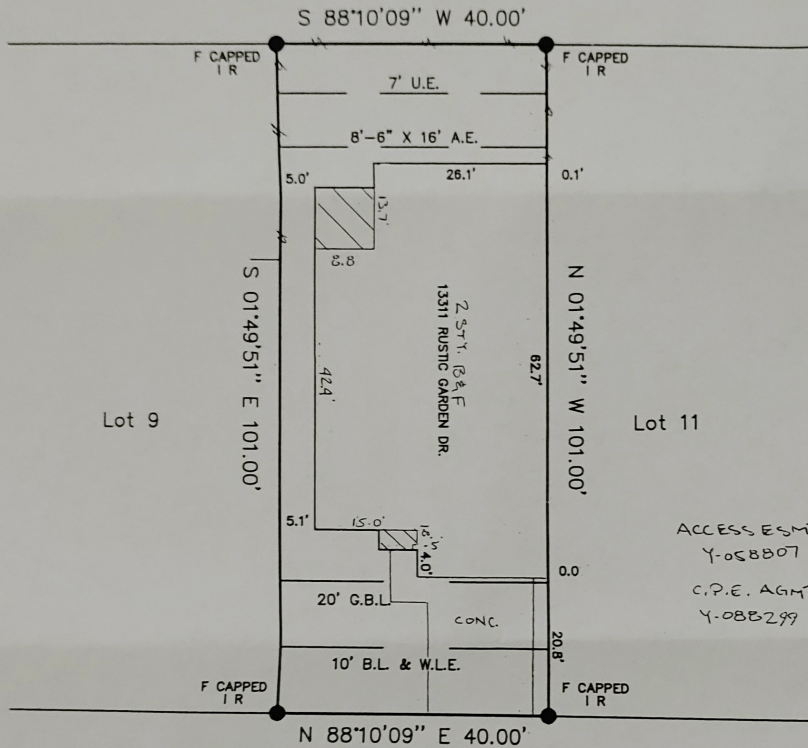 S 88°10'09" W 40.00'
F CAPPED
I R
F CAPPED
I R
7' U.E.
8'-6" X 16' A.E.
5.0'
26.1'
0.1'
13.7'
8.8
S 01°49'51" E 101.00'
N 01°49'51" W 101.00'
2 STY. B&F
13311 RUSTIC GARDEN DR.
62.7'
42.4'
Lot 9
Lot 11
5.1'
15.0'
4.0'
0.0
ACCESS ESMT
Y-058807
C.P.E. AGMT
Y-088299
20' G.B.L.
CONC.
20.8'
10' B.L. & W.L.E.
F CAPPED
I R
F CAPPED
I R
N 88°10'09" E 40.00'